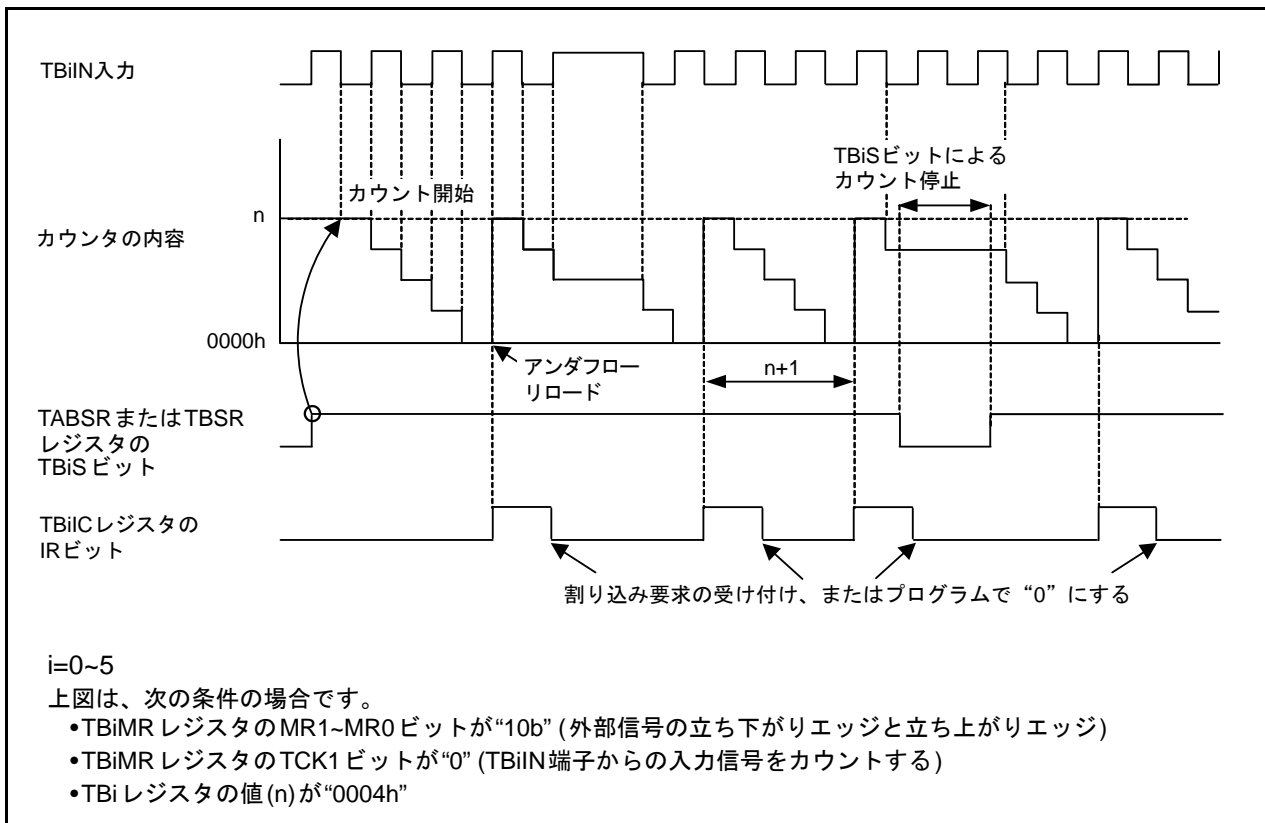 TBiIN入力
TBiSビットによる
カウント停止
カウント開始
n
カウンタの内容
0000h
アンダフロー
リロード
n+1
TABSRまたはTBSR
レジスタの
TBiSビット
TBiICレジスタの
IRビット
割り込み要求の受け付け、またはプログラムで“0”にする
i=0~5
上図は、次の条件の場合です。
•TBiMRレジスタのMR1~MR0ビットが“10b” (外部信号の立ち下がりエッジと立ち上がりエッジ)
•TBiMRレジスタのTCK1ビットが“0” (TBiIN端子からの入力信号をカウントする)
•TBiレジスタの値(n)が“0004h”